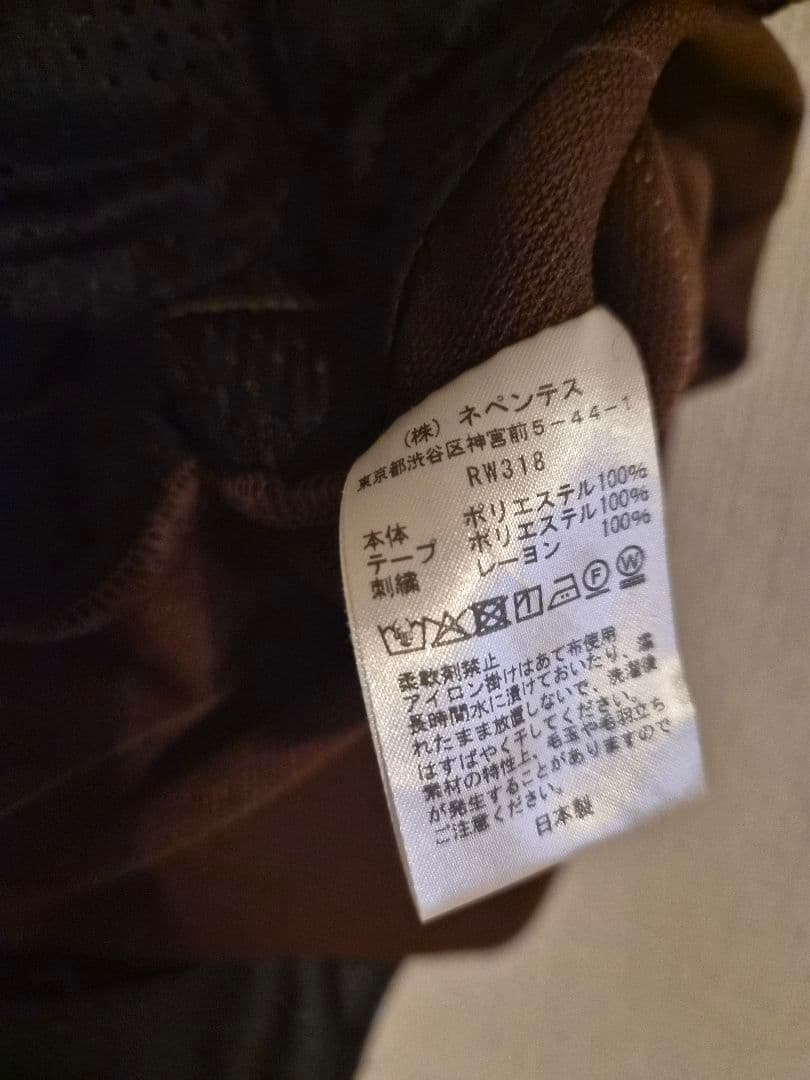 (株) ネペンテス
東京都渋谷区神宮前5-44-1
RW318
本体 ポリエステル100%
テープ ポリエステル100%
刺繍 レーヨン 100%
F W
柔軟剤禁止
アイロン掛けはあて布使用
長時間水に漬けておいたり、濡
れたまま放置しないで、洗濯後
はすばやく干してください。
素材の特性上、毛玉や毛羽立ち
が発生することがありますので
ご注意ください。
日本製